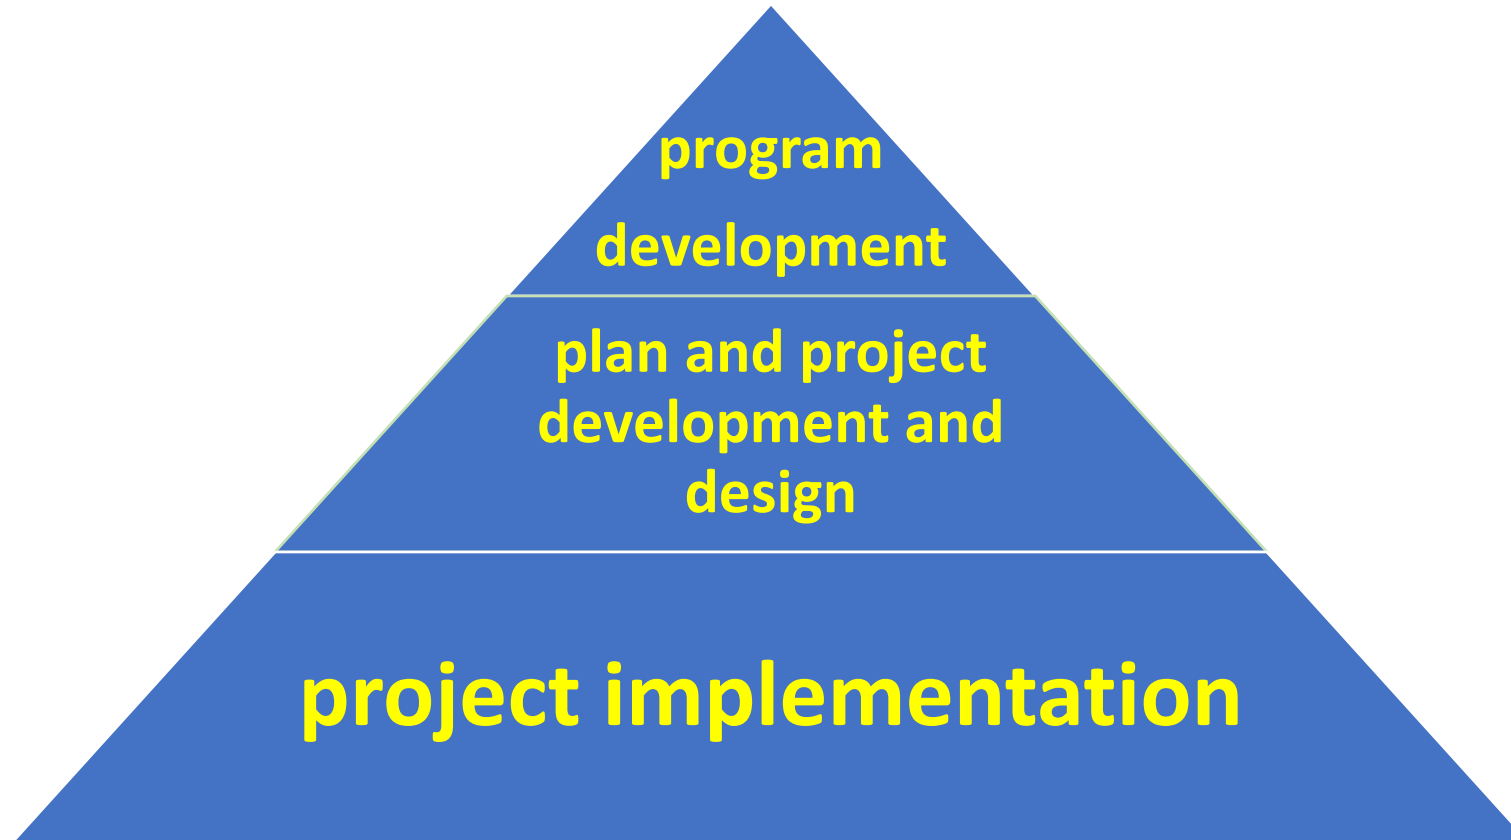 program
development
plan and project
development and
design
project implementation